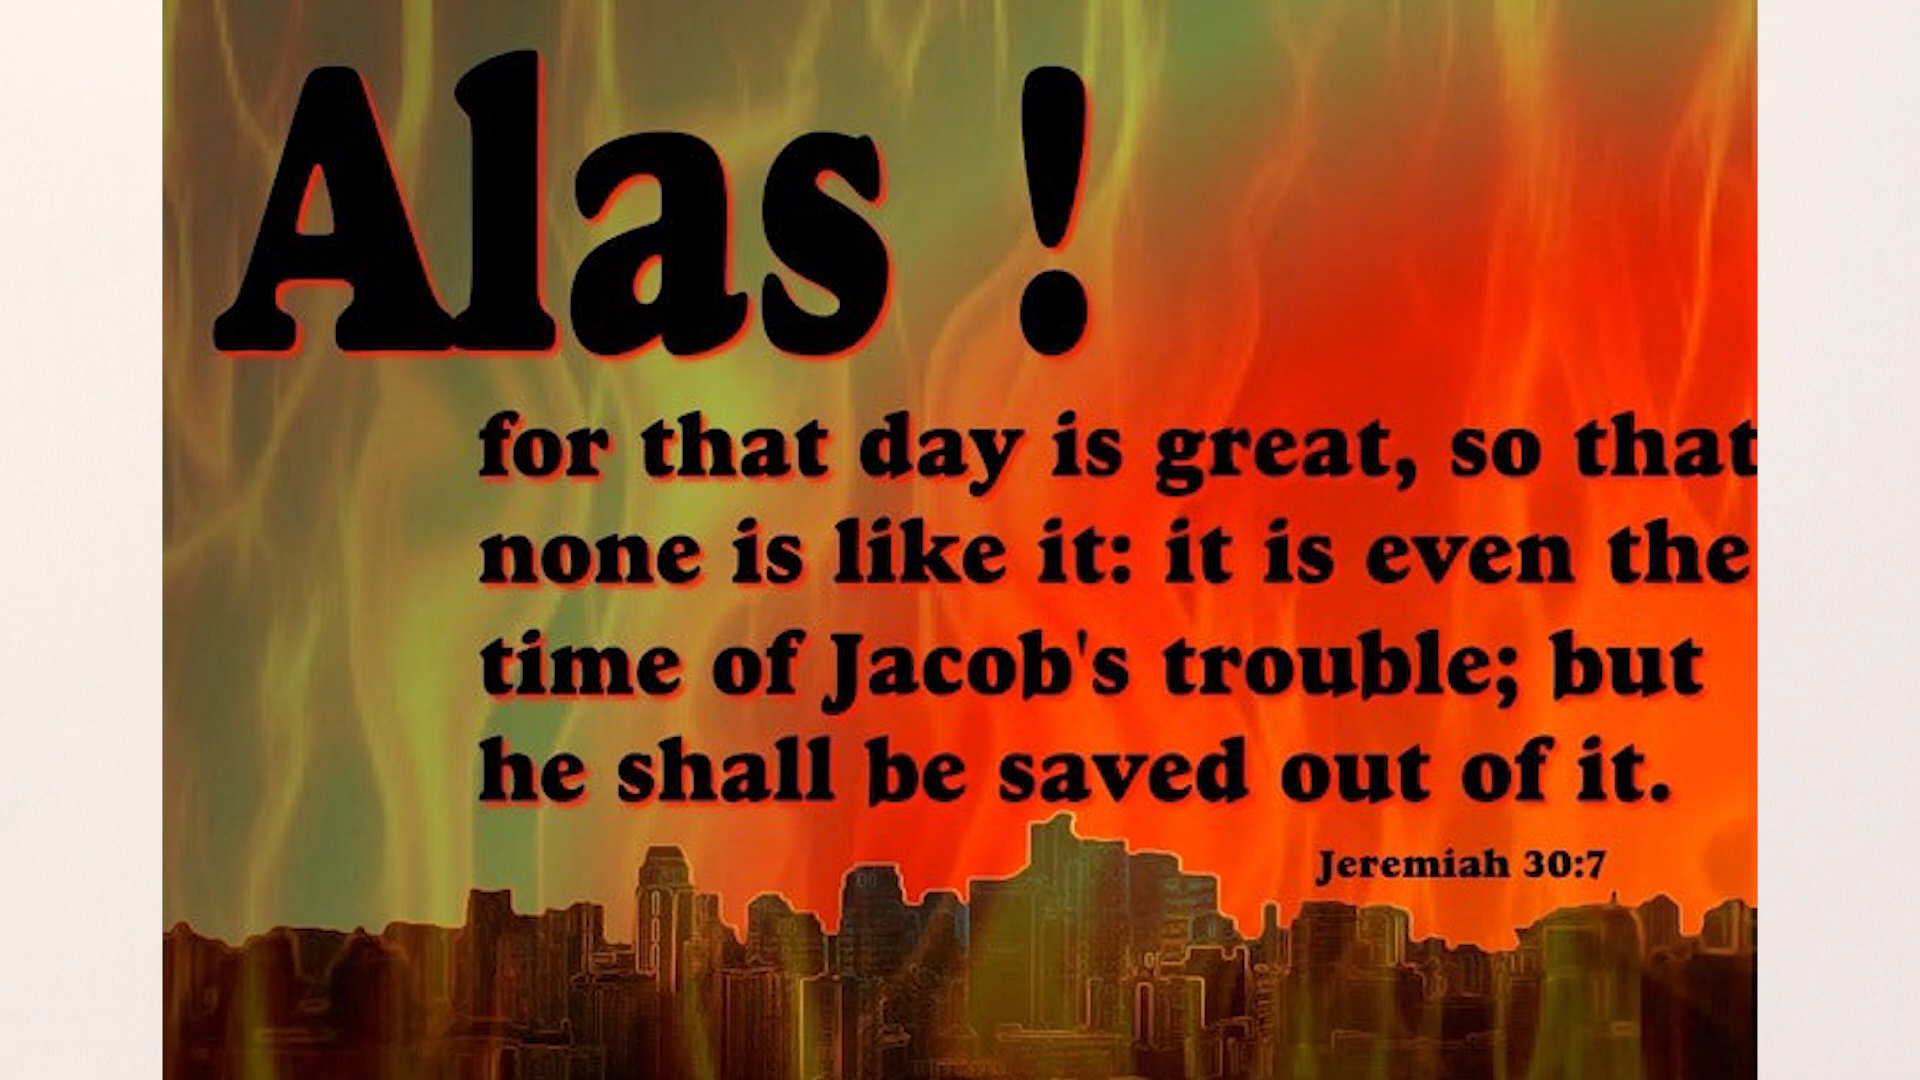 Alas !
for that day is great, so that
none is like it: it is even the
time of Jacob's trouble; but
he shall be saved out of it.
Jeremiah 30:7